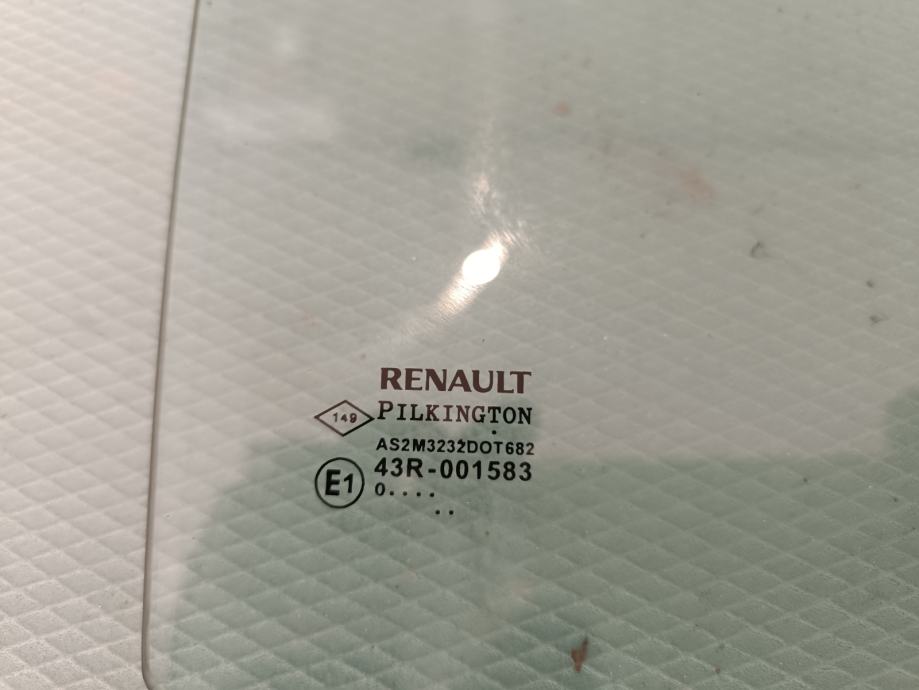 RENAULT
149 PILKINGTON
AS2M3232DOT682
E1 43R-001583
0....
..